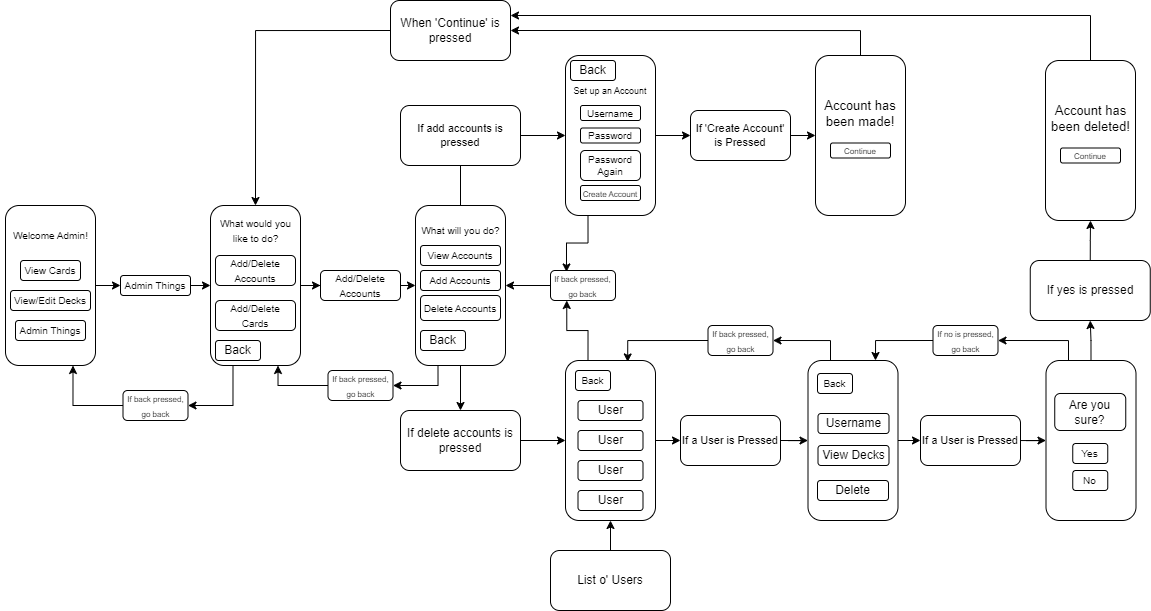 When 'Continue' is
pressed
Back
Set up an Account
Username
Password
Password
Again
Create Account
If add accounts is
pressed
If 'Create Account'
is Pressed
Account has
been made!
Continue
Account has
been deleted!
Continue
Welcome Admin!
View Cards
View/Edit Decks
Admin Things
Admin Things
What would you
like to do?
Add/Delete
Accounts
Add/Delete
Cards
Back
Add/Delete
Accounts
What will you do?
View Accounts
Add Accounts
Delete Accounts
Back
If back pressed,
go back
If yes is pressed
If back pressed,
go back
If back pressed,
go back
If back pressed,
go back
If no is pressed,
go back
If delete accounts is
pressed
Back
User
User
User
User
If a User is Pressed
Back
Username
View Decks
Delete
If a User is Pressed
Are you
sure?
Yes
No
List o' Users